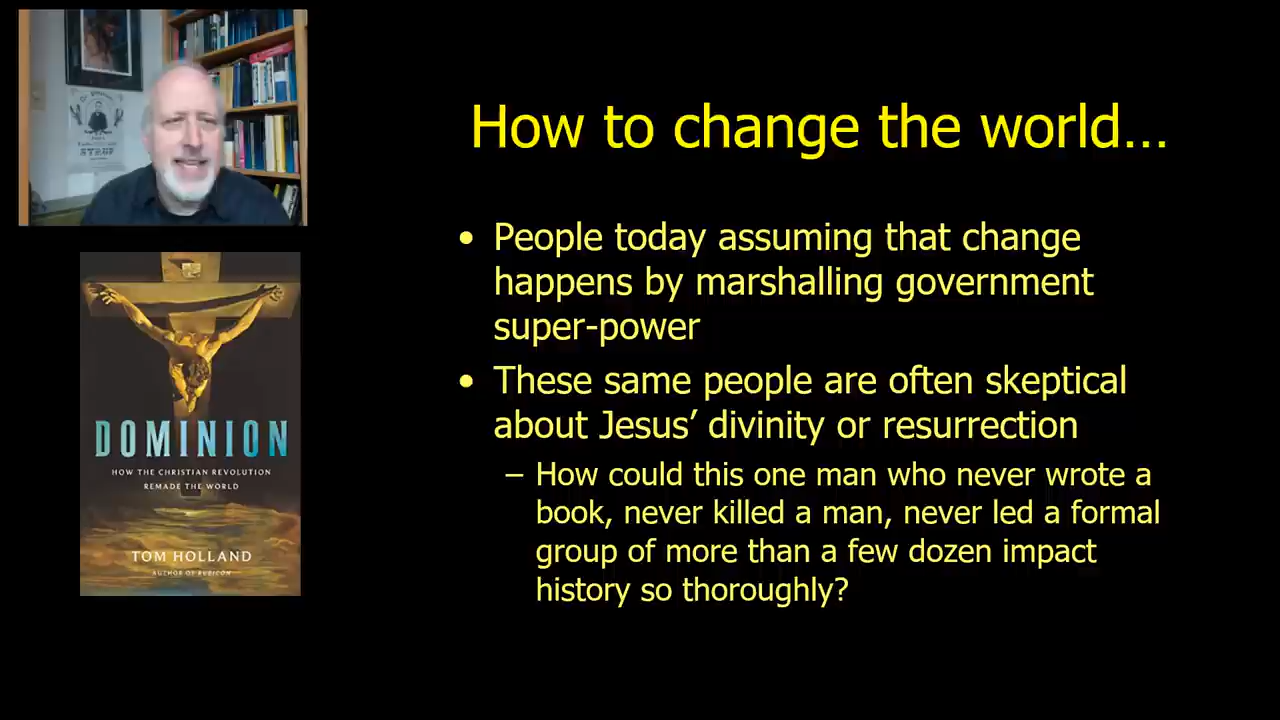 How to change the world...
• People today assuming that change
happens by marshalling government
super-power
• These same people are often skeptical
about Jesus’ divinity or resurrection
– How could this one man who never wrote a
book, never killed a man, never led a formal
group of more than a few dozen impact
history so thoroughly?
DOMINION
HOW THE CHRISTIAN REVOLUTION
REMADE THE WORLD
TOM HOLLAND
AUTHOR OF RUBICON
SYRUP